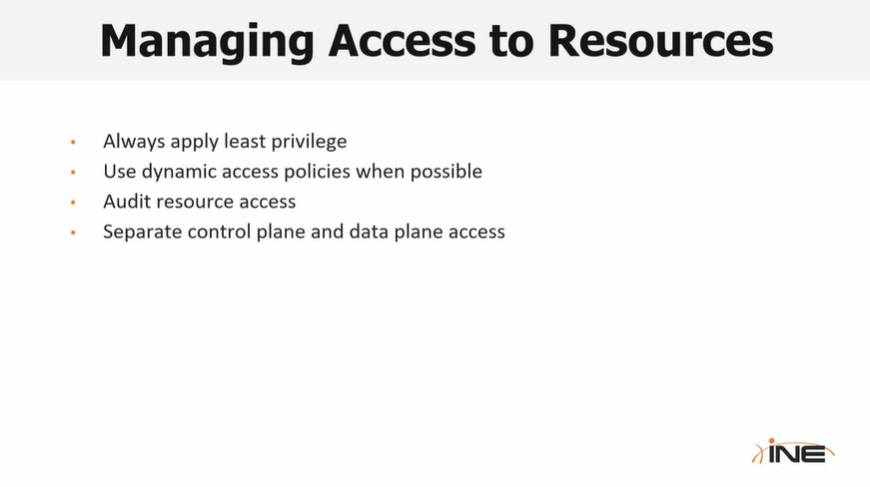 Managing Access to Resources
• Always apply least privilege
• Use dynamic access policies when possible
• Audit resource access
• Separate control plane and data plane access
INE